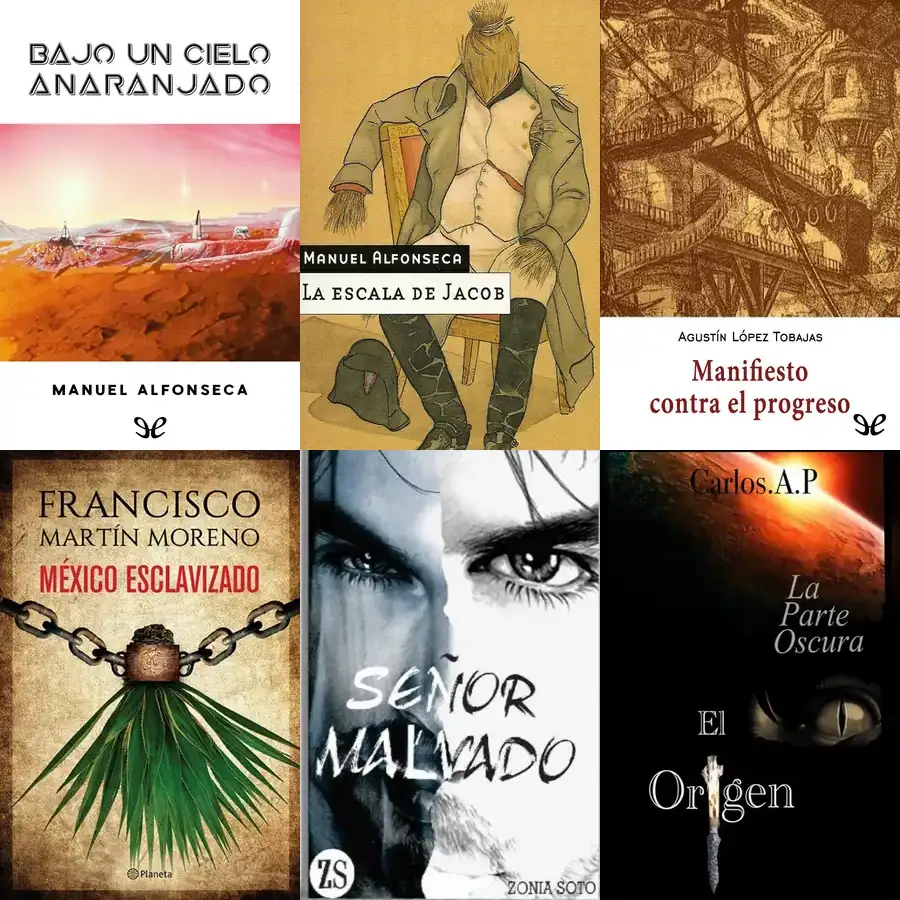 BAJO UN CIELO
ANARANJADO
MANUEL ALFONSECA
MANUEL ALFONSECA
LA ESCALA DE JACOB
AGUSTÍN LÓPEZ TOBAJAS
Manifiesto
contra el progreso
FRANCISCO
MARTÍN MORENO
MÉXICO ESCLAVIZADO
Planeta
SEÑOR
MALVADO
ZS
ZONIA SOTO
Carlos.A.P
La
Parte
Oscura
El
Origen